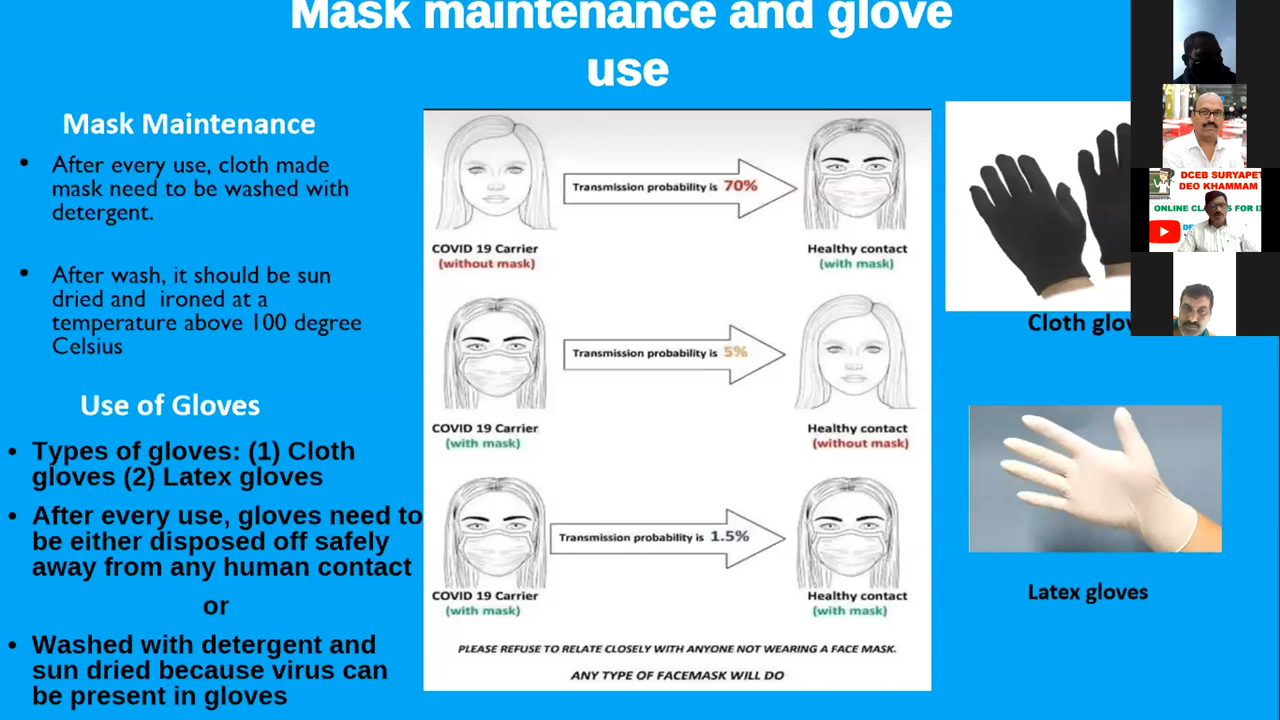 Mask maintenance and glove
use
Mask Maintenance
• After every use, cloth made
mask need to be washed with
detergent.
• After wash, it should be sun
dried and ironed at a
temperature above 100 degree
Celsius
Use of Gloves
• Types of gloves: (1) Cloth
gloves (2) Latex gloves
• After every use, gloves need to
be either disposed off safely
away from any human contact
or
• Washed with detergent and
sun dried because virus can
be present in gloves
Transmission probability is 70%
COVID 19 Carrier
(without mask)
Healthy contact
(with mask)
Transmission probability is 5%
COVID 19 Carrier
(with mask)
Healthy contact
(without mask)
Transmission probability is 1.5%
COVID 19 Carrier
(with mask)
Healthy contact
(with mask)
PLEASE REFUSE TO RELATE CLOSELY WITH ANYONE NOT WEARING A FACE MASK.
ANY TYPE OF FACEMASK WILL DO
Cloth
Latex gloves
DCEB SURYAPET
DEO KHAMMAM
ONLINE FOR